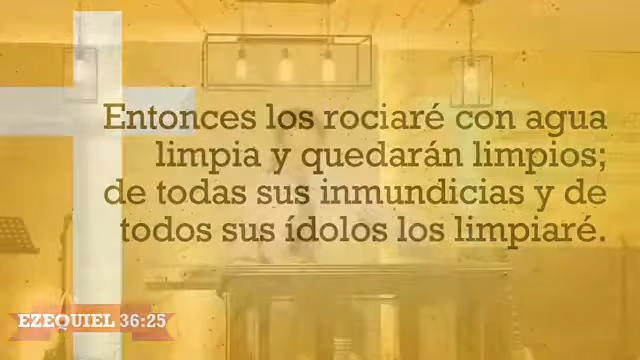 Entonces los rociaré con agua
limpia y quedarán limpios;
de todas sus inmundicias y de
todos sus ídolos los limpiaré.
EZEQUIEL 36:25